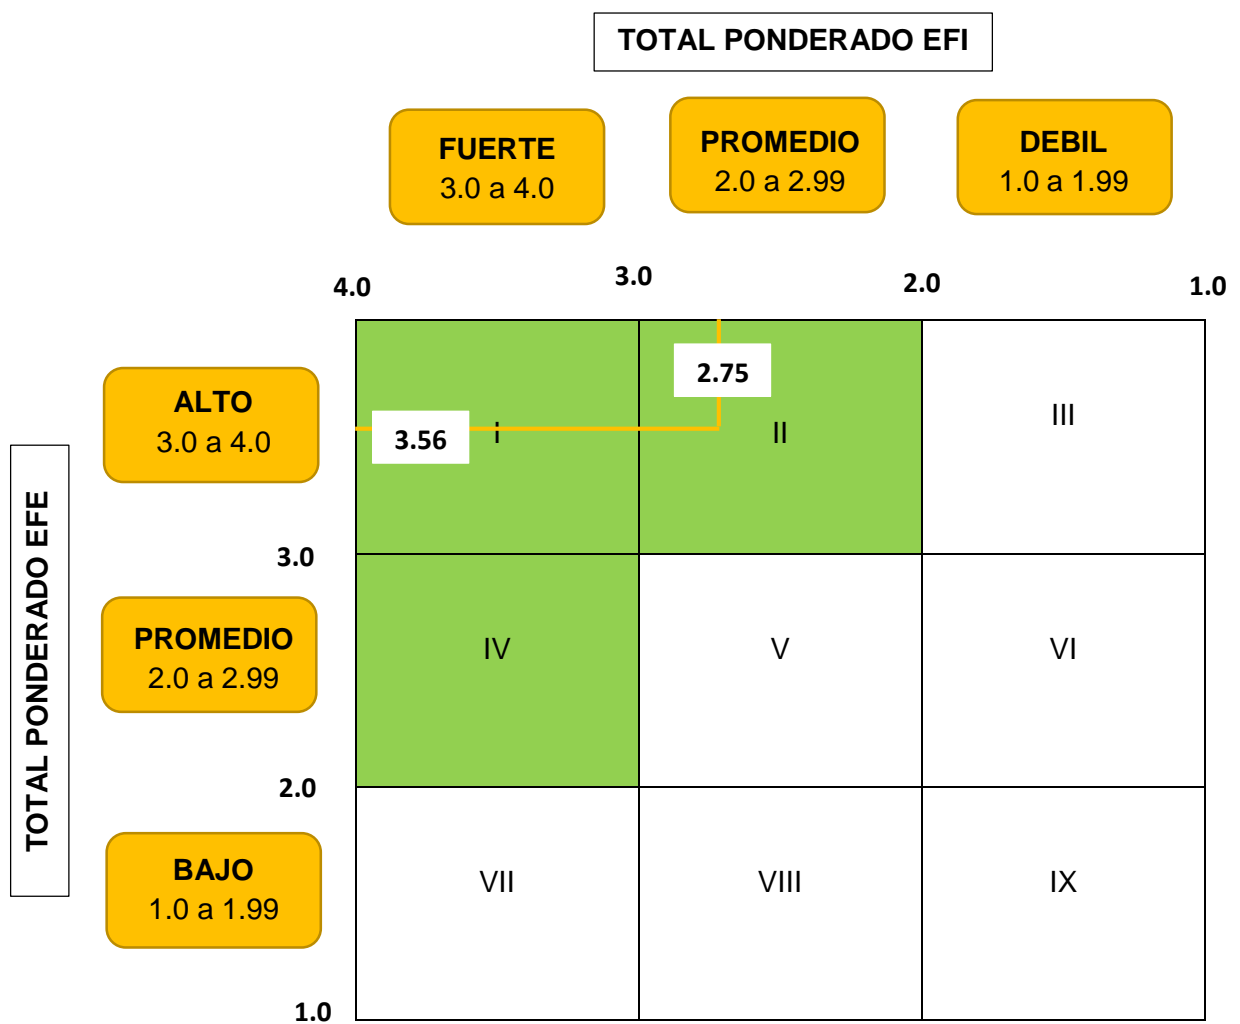 TOTAL PONDERADO EFI
FUERTE
3.0 a 4.0
PROMEDIO
2.0 a 2.99
DEBIL
1.0 a 1.99
4.0
3.0
2.0
1.0
TOTAL PONDERADO EFE
ALTO
3.0 a 4.0
3.56
i
2.75
II
III
3.0
PROMEDIO
2.0 a 2.99
IV
V
VI
2.0
BAJO
1.0 a 1.99
VII
VIII
IX
1.0